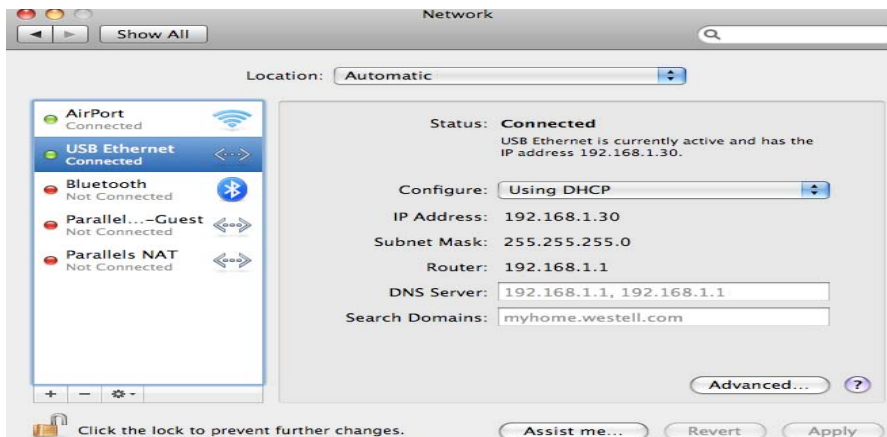 Network
Show All
Location: Automatic
AirPort
Connected
USB Ethernet
Connected
Bluetooth
Not Connected
Parallel...-Guest
Not Connected
Parallels NAT
Not Connected
Status: Connected
USB Ethernet is currently active and has the
IP address 192.168.1.30.
Configure: Using DHCP
IP Address: 192.168.1.30
Subnet Mask: 255.255.255.0
Router: 192.168.1.1
DNS Server: 192.168.1.1, 192.168.1.1
Search Domains: myhome.westell.com
Advanced... ?
+ −
Click the lock to prevent further changes.
Assist me... Revert Apply